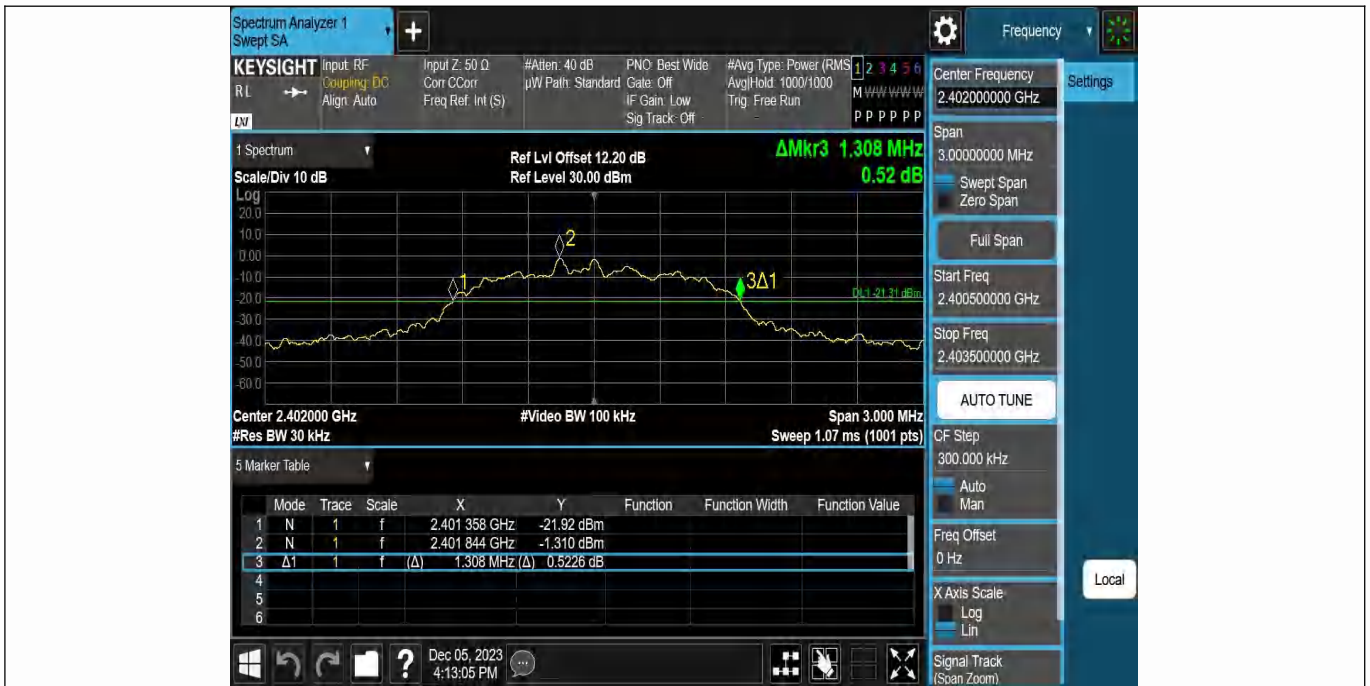 Spectrum Analyzer 1
Swept SA
+
Frequency
KEYSIGHT
RL
LXI
Input: RF
Coupling: DC
Align: Auto
Input Z: 50 Ω
Corr CCorr
Freq Ref: Int (S)
#Atten: 40 dB
µW Path: Standard
PNO: Best Wide
Gate: Off
IF Gain: Low
Sig Track: Off
#Avg Type: Power (RMS
Avg|Hold: 1000/1000
Trig: Free Run
1 2 3 4 5 6
M W W W W W
P P P P P P
1 Spectrum
Scale/Div 10 dB
Ref Lvl Offset 12.20 dB
Ref Level 30.00 dBm
ΔMkr3 1.308 MHz
0.52 dB
Log
20.0
10.0
0.00
-10.0
-20.0
-30.0
-40.0
-50.0
-60.0
1
2
3Δ1
DL1 -21.31 dBm
Center 2.402000 GHz
#Res BW 30 kHz
#Video BW 100 kHz
Span 3.000 MHz
Sweep 1.07 ms (1001 pts)
5 Marker Table
Mode Trace Scale X Y Function Function Width Function Value
1 N 1 f 2.401 358 GHz -21.92 dBm
2 N 1 f 2.401 844 GHz -1.310 dBm
3 Δ1 1 f (Δ) 1.308 MHz (Δ) 0.5226 dB
4
5
6
?
Dec 05, 2023
4:13:05 PM
Center Frequency
2.402000000 GHz
Settings
Span
3.00000000 MHz
Swept Span
Zero Span
Full Span
Start Freq
2.400500000 GHz
Stop Freq
2.403500000 GHz
AUTO TUNE
CF Step
300.000 kHz
Auto
Man
Freq Offset
0 Hz
X Axis Scale
Log
Lin
Local
Signal Track
(Span Zoom)